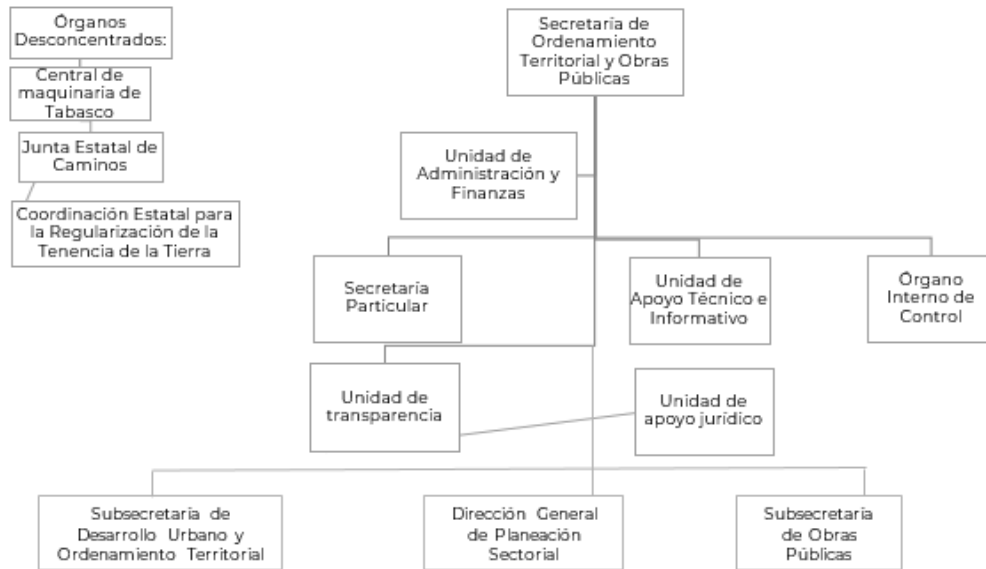 Órganos
Desconcentrados:
Central de
maquinaria de
Tabasco
Junta Estatal de
Caminos
Coordinación Estatal para
la Regularización de la
Tenencia de la Tierra
Secretaría de
Ordenamiento
Territorial y Obras
Públicas
Unidad de
Administración y
Finanzas
Secretaría
Particular
Unidad de
Apoyo Técnico e
Informativo
Órgano
Interno de
Control
Unidad de
transparencia
Unidad de
apoyo jurídico
Subsecretaría de
Desarrollo Urbano y
Ordenamiento Territorial
Dirección General
de Planeación
Sectorial
Subsecretaría
de Obras
Públicas